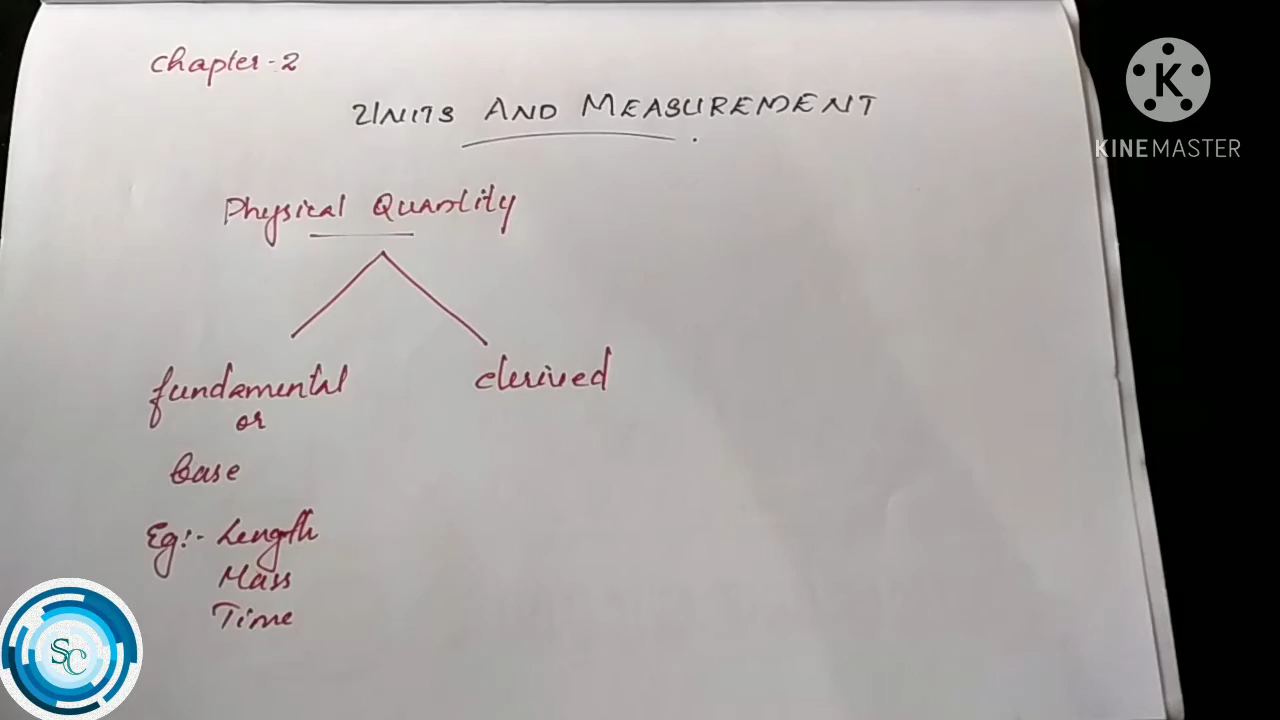 Chapter-2
UNITS AND MEASUREMENT
Physical Quantity
fundamental
or
base
derived
Eg:- Length
Mass
Time
KINEMASTER
K
SC